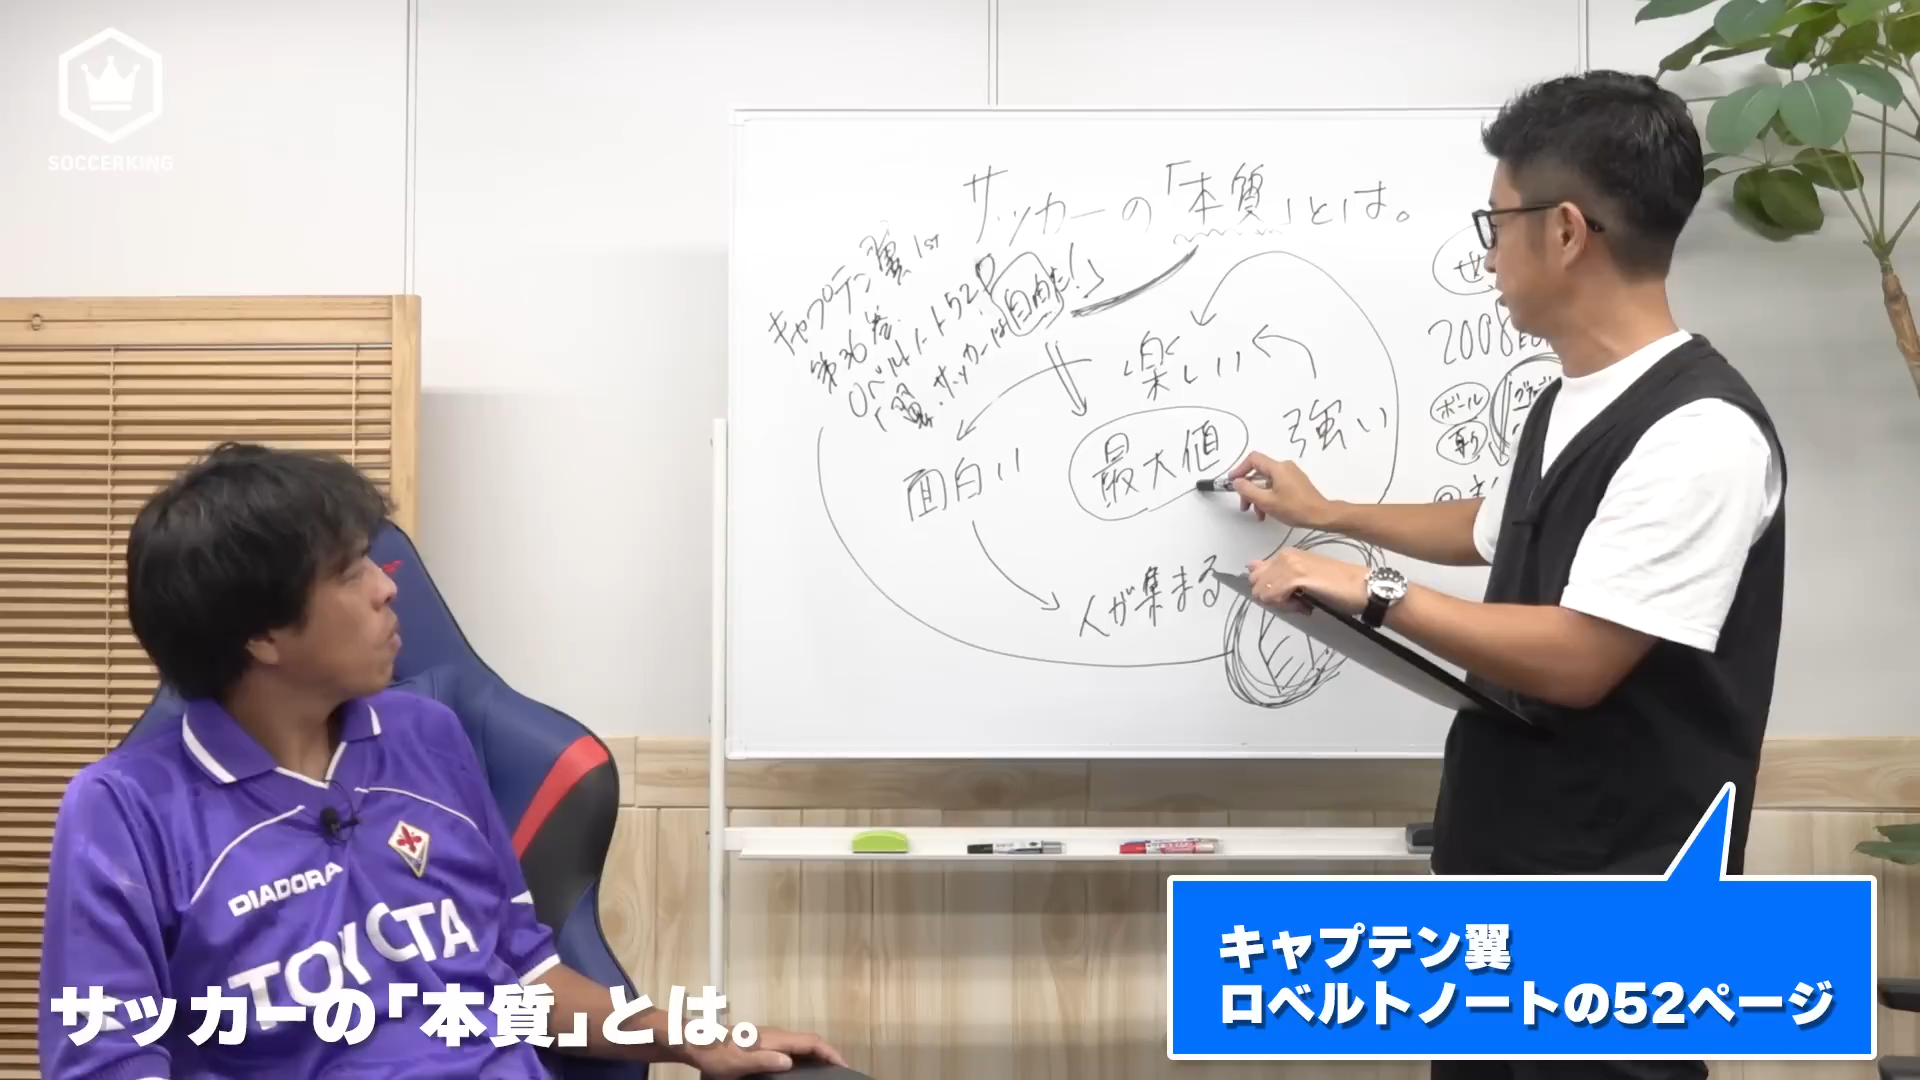 SOCCERKING
サッカーの「本質」とは。
キャプテン翼 1st
第36巻.
ロベルトノート52P
「翼.サッカーは自由だ!」
楽しい
強い
最大値
面白い
人が集まる
2008
ボール
DIADORA
TOYOTA
サッカーの「本質」とは。
キャプテン翼
ロベルトノートの52ページ